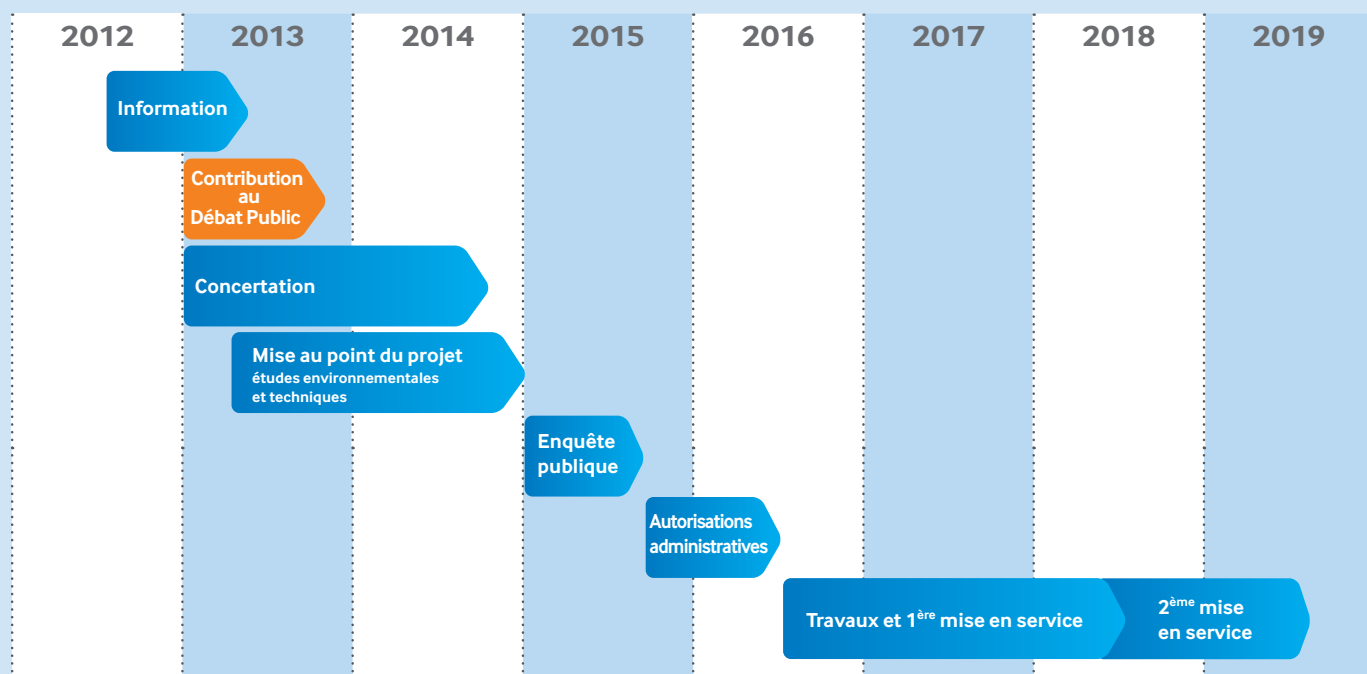 2012 2013 2014 2015 2016 2017 2018 2019
Information
Contribution
au
Débat Public
Concertation
Mise au point du projet
études environnementales
et techniques
Enquête
publique
Autorisations
administratives
Travaux et 1ère mise en service
2ème mise
en service